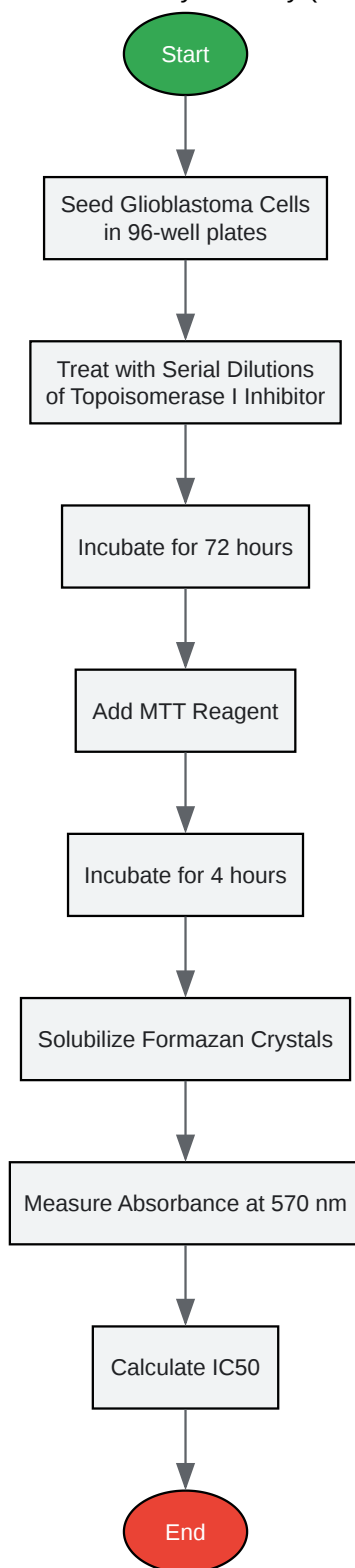 Start
Seed Glioblastoma Cells
in 96-well plates
Treat with Serial Dilutions
of Topoisomerase I Inhibitor
Incubate for 72 hours
Add MTT Reagent
Incubate for 4 hours
Solubilize Formazan Crystals
Measure Absorbance at 570 nm
Calculate IC50
End